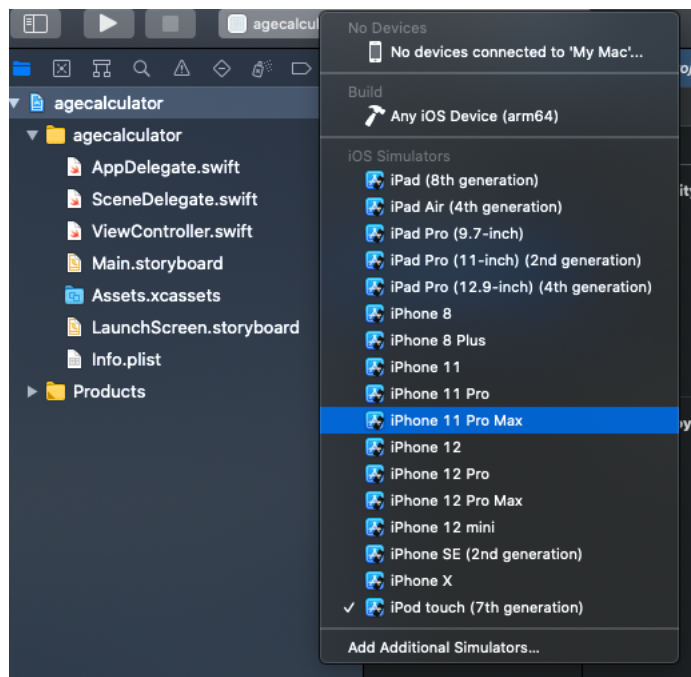 agecalcul
agecalculator
agecalculator
AppDelegate.swift
SceneDelegate.swift
ViewController.swift
Main.storyboard
Assets.xcassets
LaunchScreen.storyboard
Info.plist
Products
No Devices
No devices connected to 'My Mac'...
Build
Any iOS Device (arm64)
iOS Simulators
iPad (8th generation)
iPad Air (4th generation)
iPad Pro (9.7-inch)
iPad Pro (11-inch) (2nd generation)
iPad Pro (12.9-inch) (4th generation)
iPhone 8
iPhone 8 Plus
iPhone 11
iPhone 11 Pro
iPhone 11 Pro Max
iPhone 12
iPhone 12 Pro
iPhone 12 Pro Max
iPhone 12 mini
iPhone SE (2nd generation)
iPhone X
iPod touch (7th generation)
Add Additional Simulators...